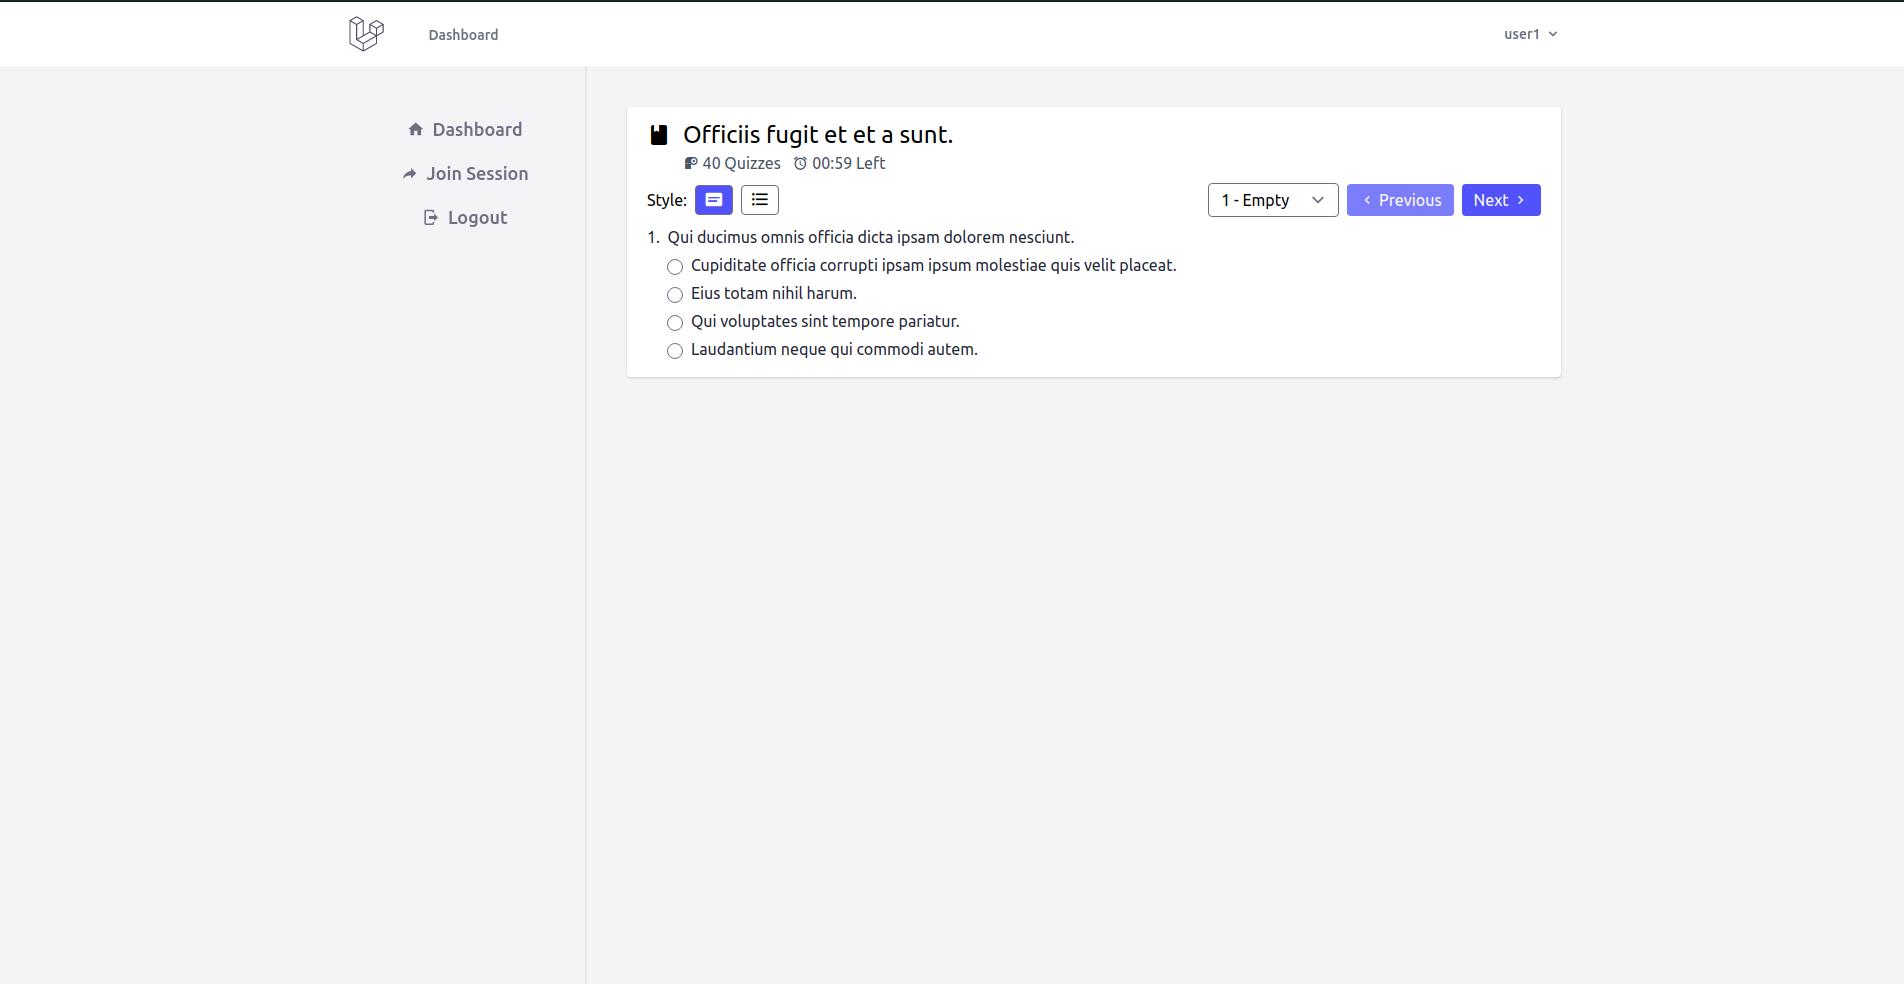 Dashboard
user1
Dashboard
Join Session
Logout
Officiis fugit et et a sunt.
40 Quizzes 00:59 Left
Style:
1 - Empty
Previous
Next
1. Qui ducimus omnis officia dicta ipsam dolorem nesciunt.
Cupiditate officia corrupti ipsam ipsum molestiae quis velit placeat.
Eius totam nihil harum.
Qui voluptates sint tempore pariatur.
Laudantium neque qui commodi autem.